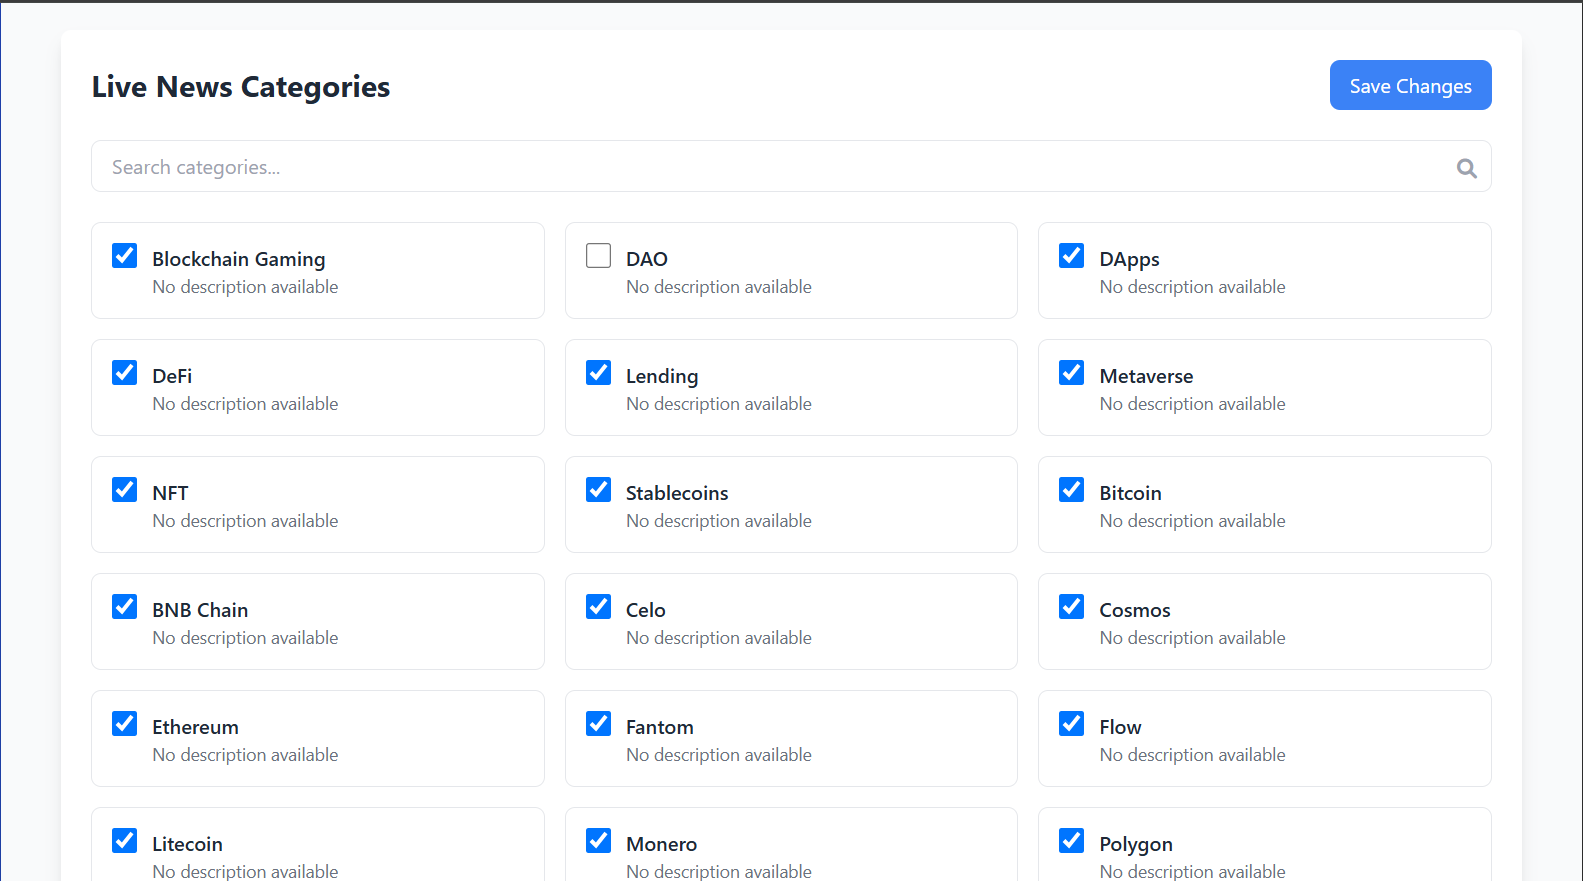 Live News Categories
Save Changes
Search categories...
Blockchain Gaming
No description available
DAO
No description available
DApps
No description available
DeFi
No description available
Lending
No description available
Metaverse
No description available
NFT
No description available
Stablecoins
No description available
Bitcoin
No description available
BNB Chain
No description available
Celo
No description available
Cosmos
No description available
Ethereum
No description available
Fantom
No description available
Flow
No description available
Litecoin
No description available
Monero
No description available
Polygon
No description available